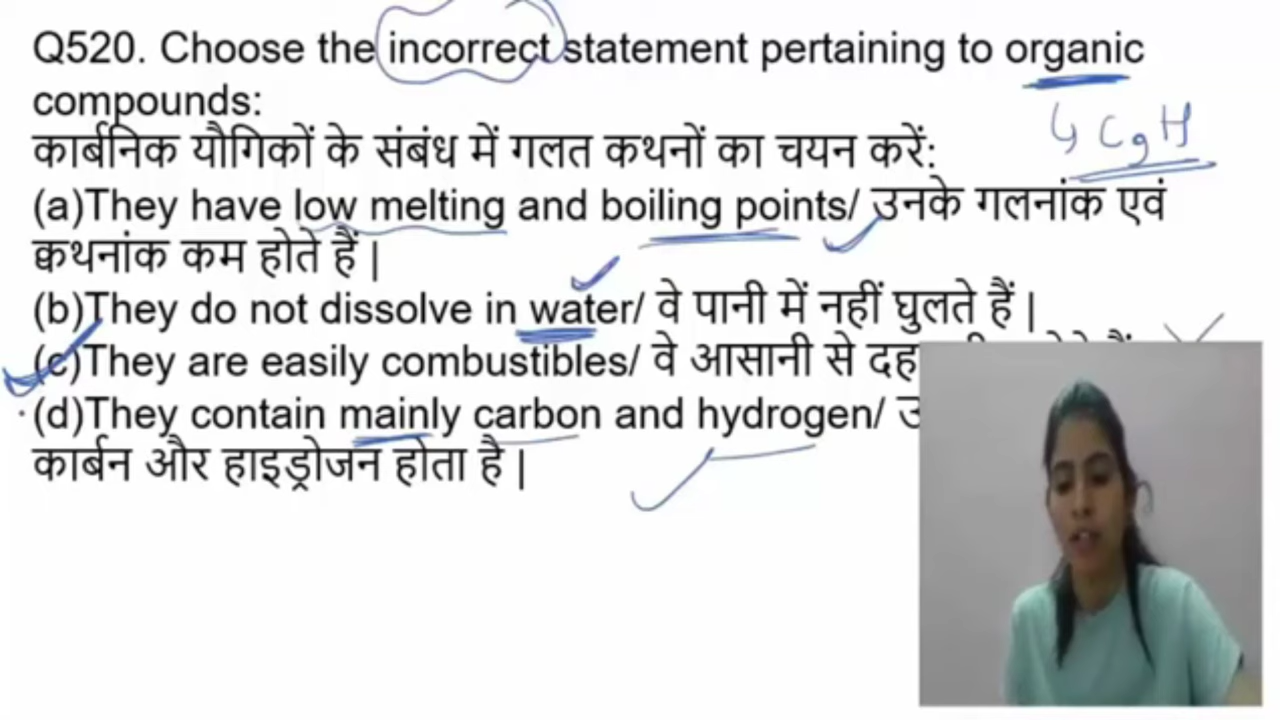 Q520. Choose the incorrect statement pertaining to organic
compounds:
C g H
कार्बनिक यौगिकों के संबंध में गलत कथनों का चयन करें:
(a)They have low melting and boiling points/ उनके गलनांक एवं
क्वथनांक कम होते हैं |
(b)They do not dissolve in water/ वे पानी में नहीं घुलते हैं |
(c)They are easily combustibles/ वे आसानी से
(d)They contain mainly carbon and hydrogen/
कार्बन और हाइड्रोजन होता है |